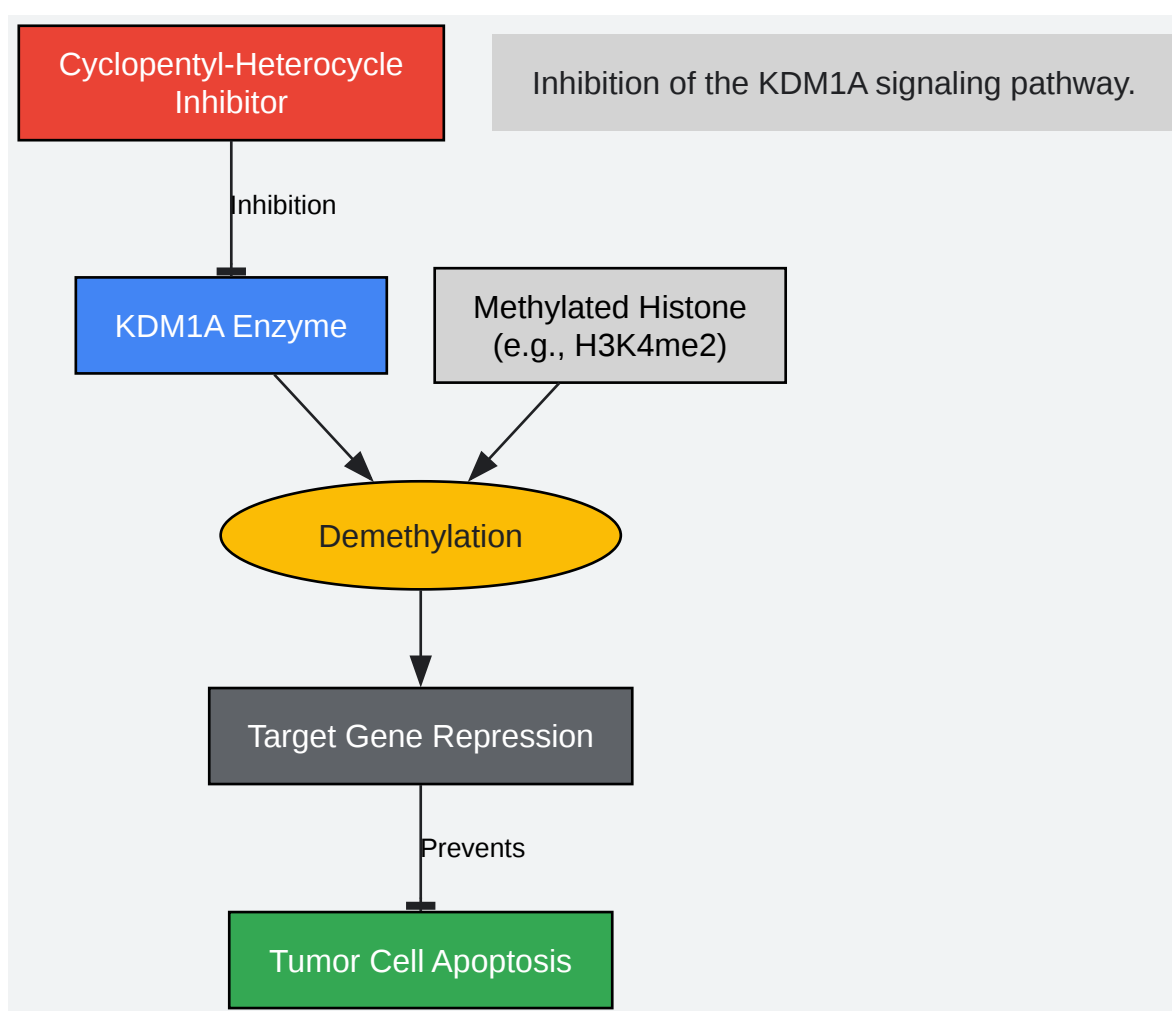 Cyclopentyl-Heterocycle
Inhibitor
Inhibition of the KDM1A signaling pathway.
Inhibition
KDM1A Enzyme
Methylated Histone
(e.g., H3K4me2)
Demethylation
Target Gene Repression
Prevents
Tumor Cell Apoptosis